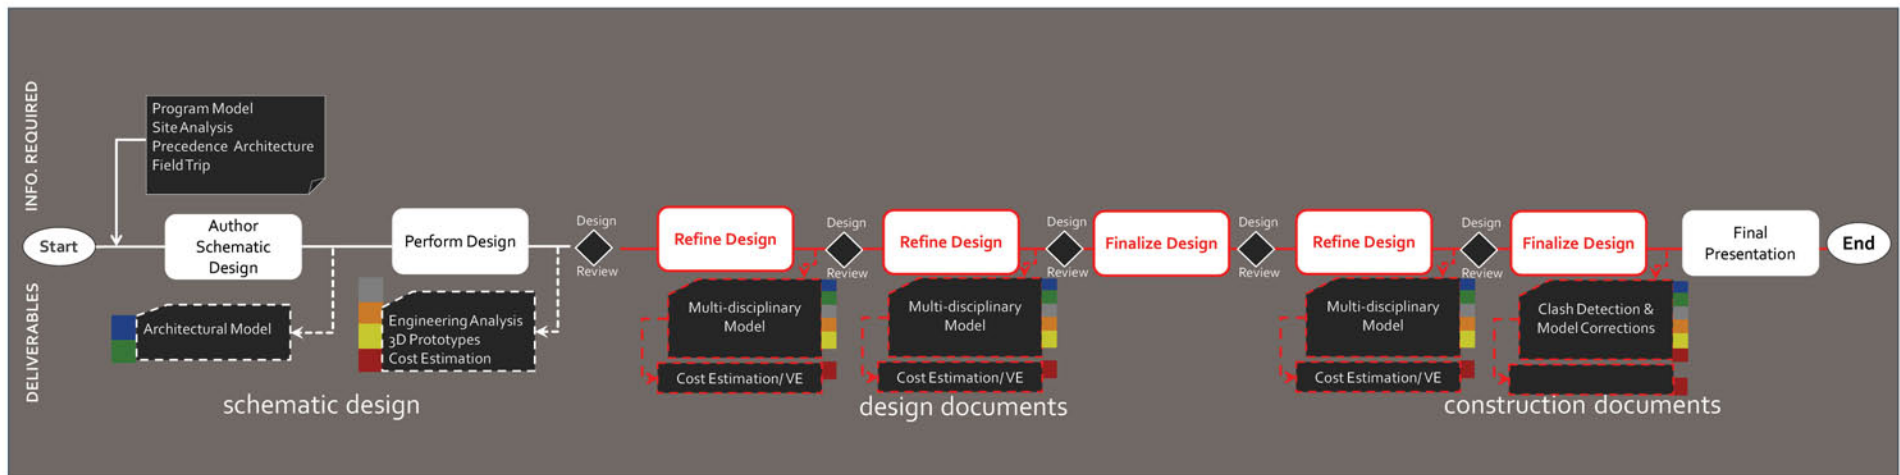 INFO. REQUIRED
Program Model
Site Analysis
Precedence Architecture
Field Trip
Start
Author
Schematic
Design
Perform Design
Design
Review
Refine Design
Design
Review
Refine Design
Design
Review
Finalize Design
Design
Review
Refine Design
Design
Review
Finalize Design
Final
Presentation
End
DELIVERABLES
Architectural Model
Engineering Analysis
3D Prototypes
Cost Estimation
Multi-disciplinary
Model
Cost Estimation/ VE
Multi-disciplinary
Model
Cost Estimation/ VE
Multi-disciplinary
Model
Cost Estimation/ VE
Clash Detection &
Model Corrections
schematic design
design documents
construction documents